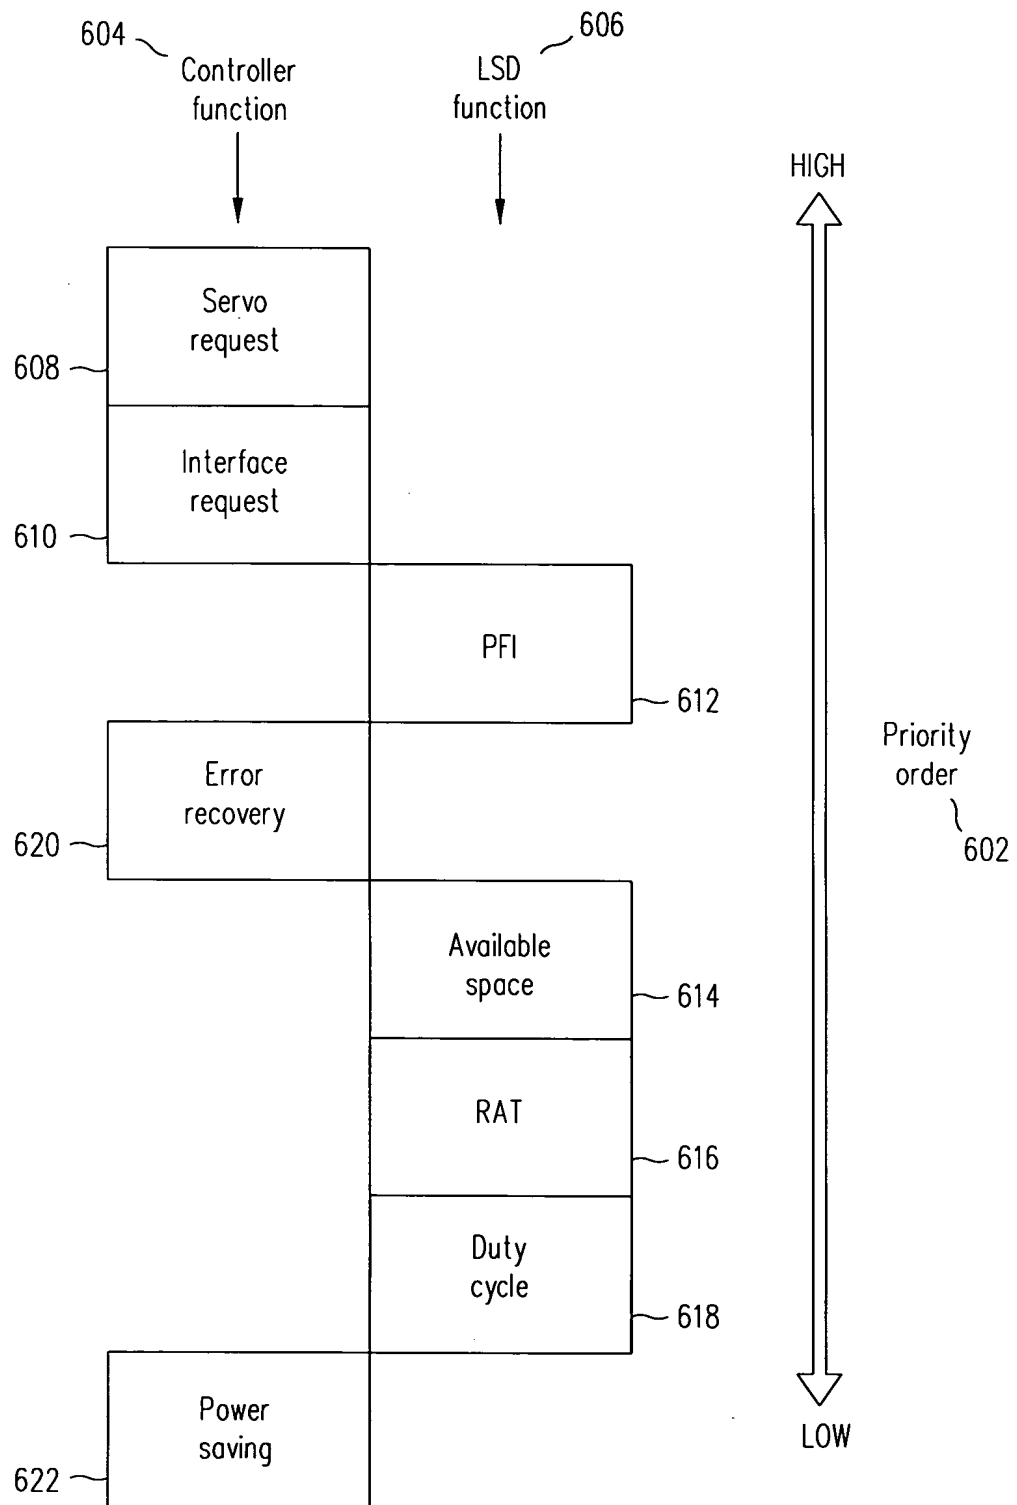 604
Controller
function
606
LSD
function
HIGH
Servo
request
608
Interface
request
610
PFI
612
Priority
order
602
Error
recovery
620
Available
space
614
RAT
616
Duty
cycle
618
Power
saving
622
LOW